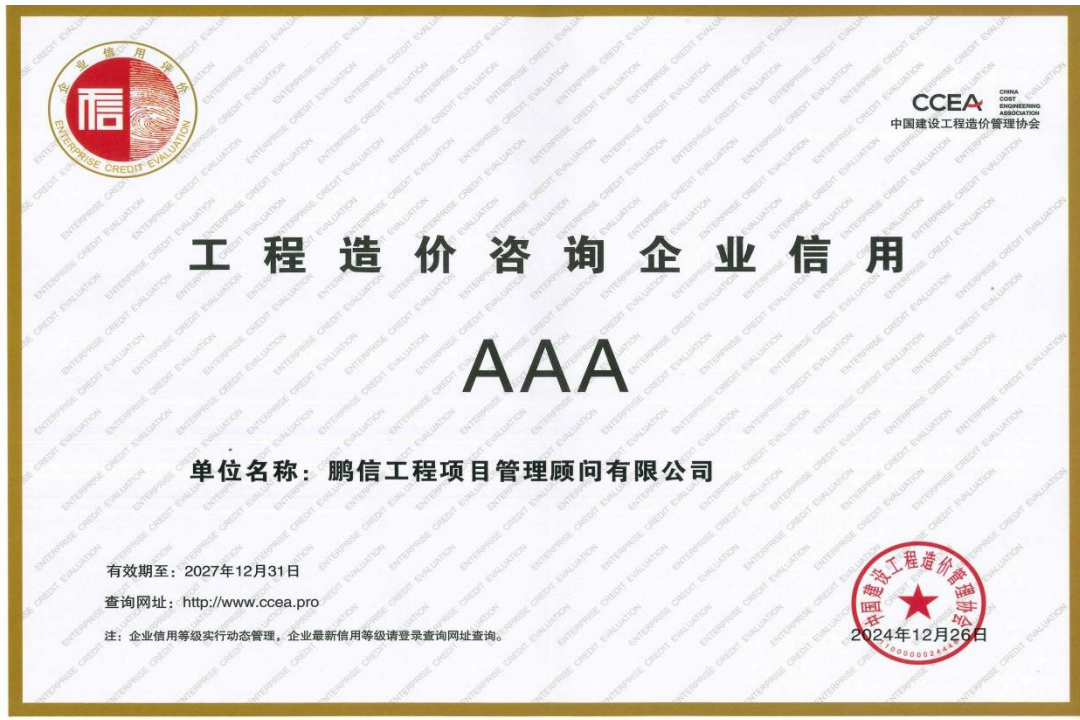 企业信用评价
信
ENTERPRISE CREDIT EVALUATION
CCEA
CHINA
COST
ENGINEERING
ASSOCIATION
中国建设工程造价管理协会
工程造价咨询企业信用
AAA
单位名称：鹏信工程项目管理顾问有限公司
有效期至：2027年12月31日
查询网址：http://www.ccea.pro
注：企业信用等级实行动态管理，企业最新信用等级请登录查询网址查询。
中国建设工程造价管理协会
2024年12月26日